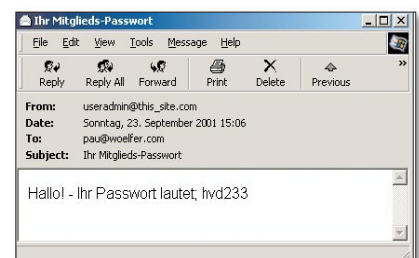 Ihr Mitglieds-Passwort
File Edit View Tools Message Help
Reply Reply All Forward Print Delete Previous »
From: useradmin@this_site.com
Date: Sonntag, 23. September 2001 15:06
To: pau@woelfer.com
Subject: Ihr Mitglieds-Passwort
Hallo! - Ihr Passwort lautet; hvd233